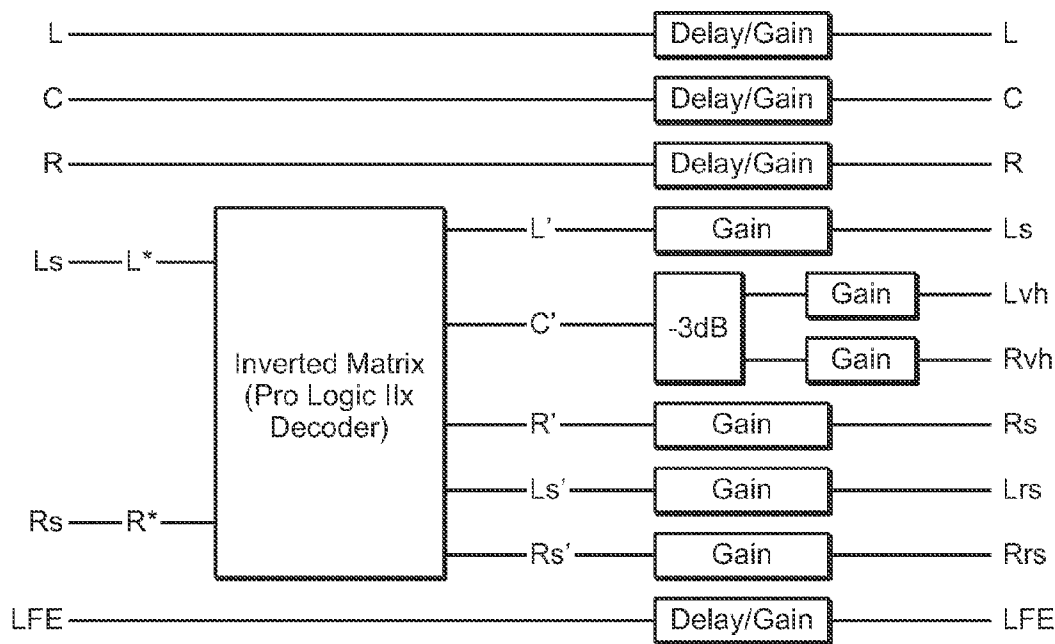 L Delay/Gain L
C Delay/Gain C
R Delay/Gain R
L' Gain Ls
Ls L*
Gain Lvh
C' -3dB
Gain Rvh
Inverted Matrix
(Pro Logic IIx
Decoder)
R' Gain Rs
Ls' Gain Lrs
Rs R*
Rs' Gain Rrs
LFE Delay/Gain LFE